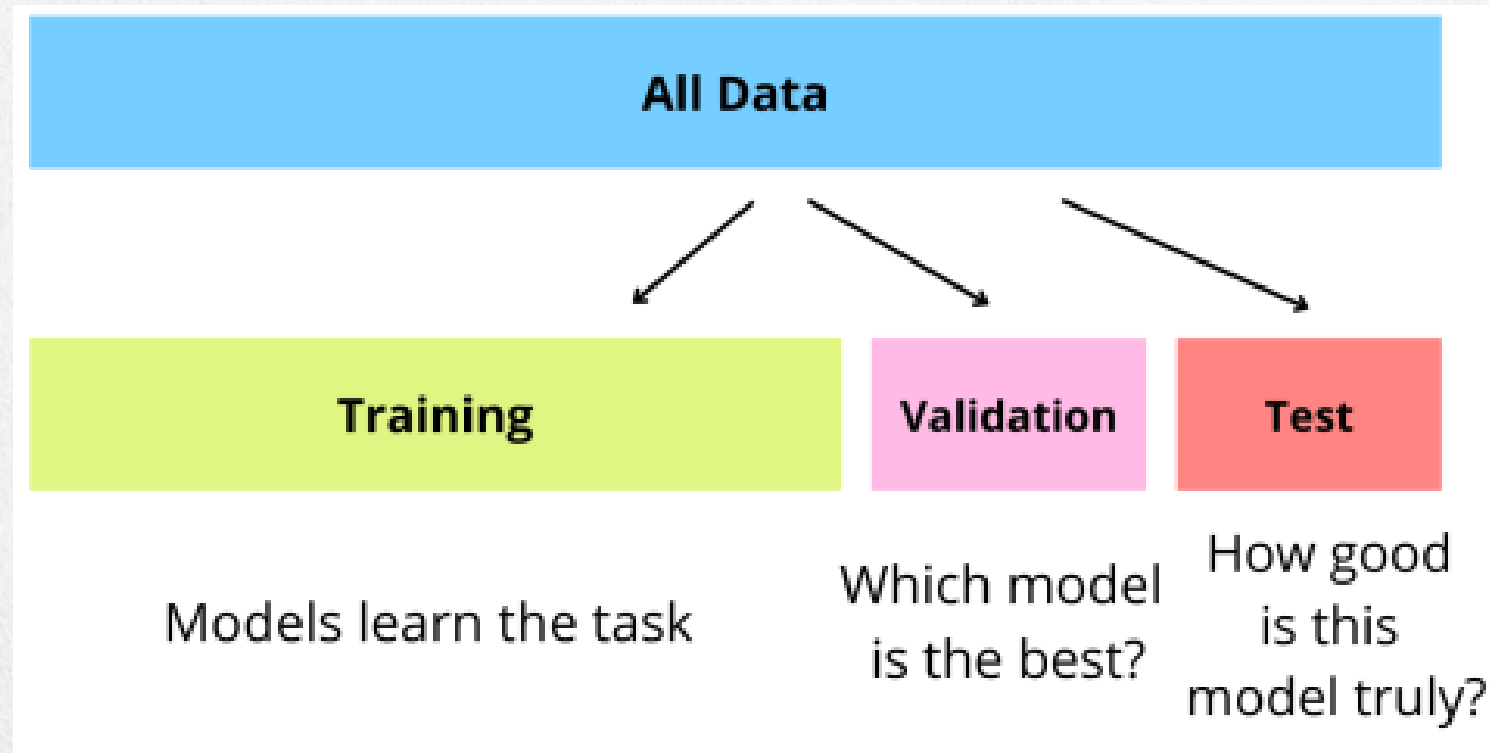 All Data
Training
Validation
Test
Models learn the task
Which model
is the best?
How good
is this
model truly?